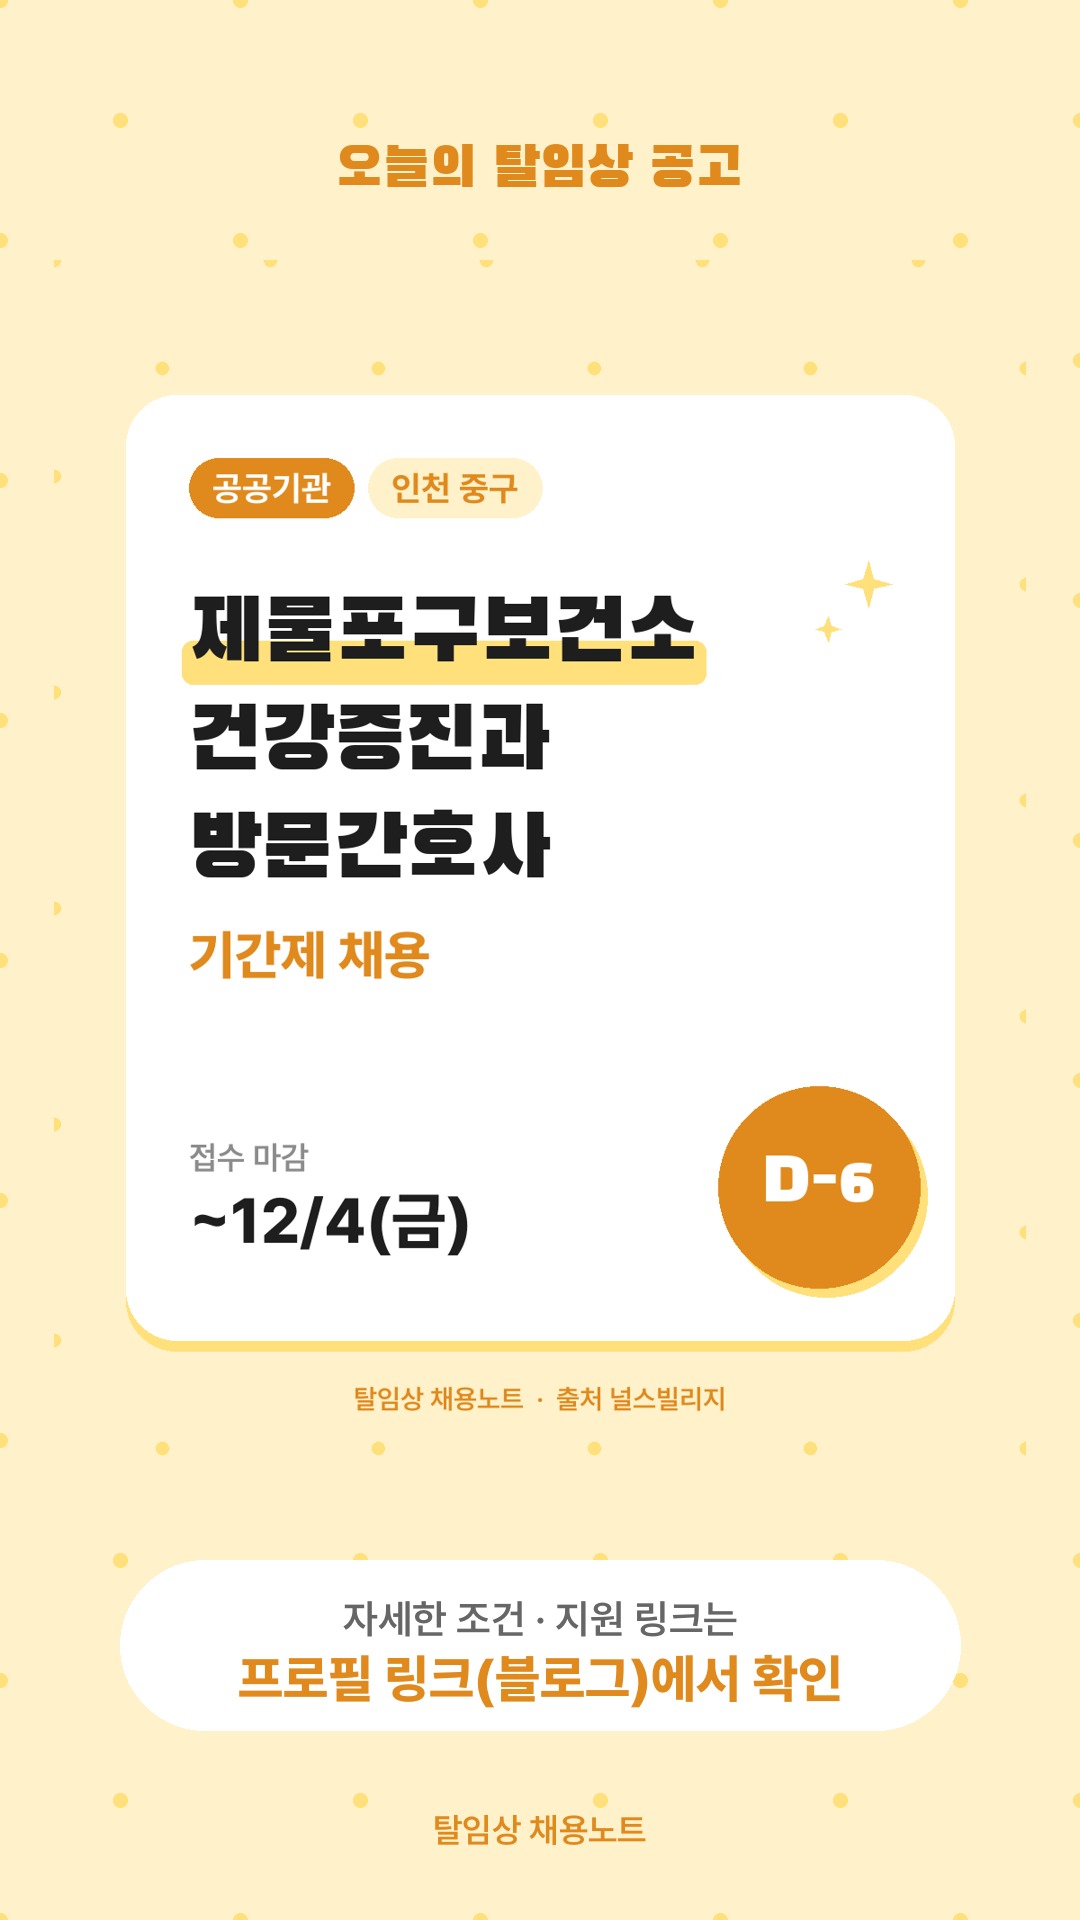 오늘의 탈임상 공고
공공기관 인천 중구
제물포구보건소
건강증진과
방문간호사
기간제 채용
접수 마감
~12/4(금)
D-6
탈임상 채용노트 · 출처 널스빌리지
자세한 조건 · 지원 링크는
프로필 링크(블로그)에서 확인
탈임상 채용노트